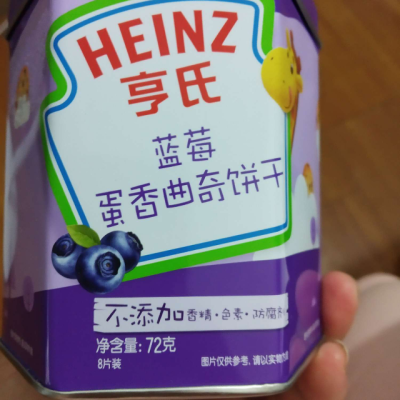 HEINZ
亨氏
蓝莓
蛋香曲奇饼干
不添加香精·色素·防腐剂
净含量: 72克
8片装
图片仅供参考, 请以实物为准